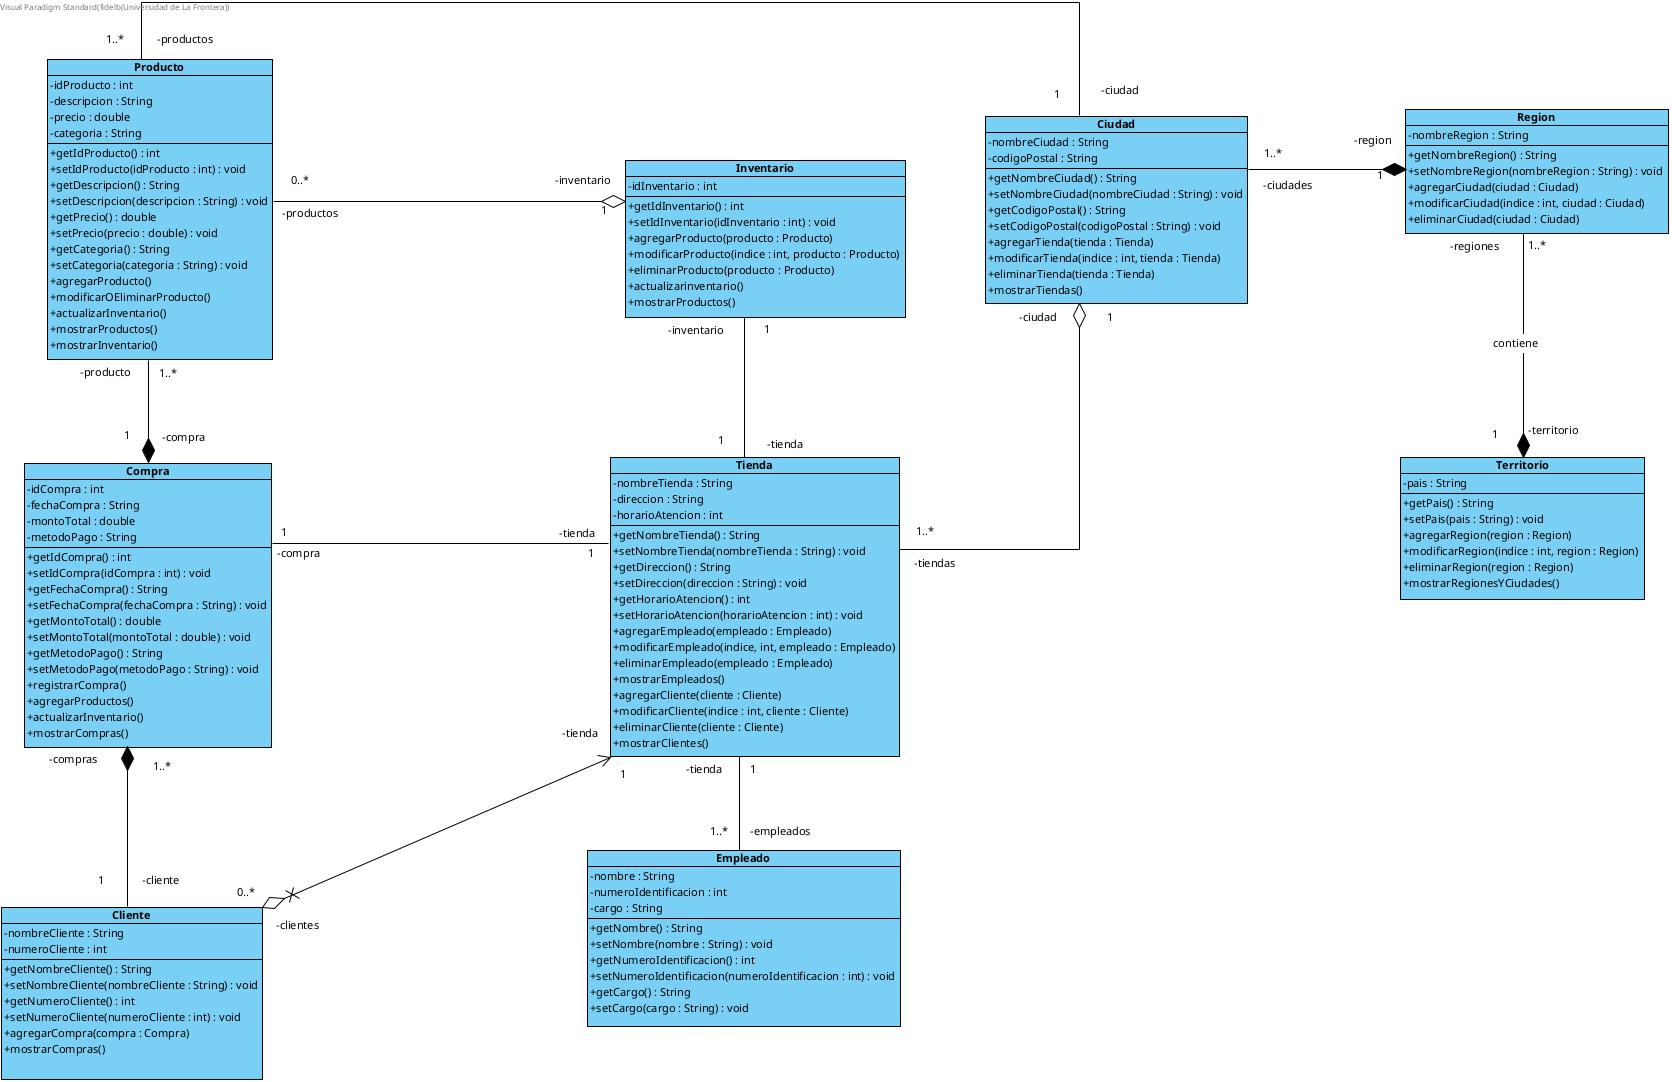 Visual Paradigm Standard(fidelb(Universidad de La Frontera))
1..*
-productos
Producto
-idProducto : int
-descripcion : String
-precio : double
-categoria : String
+getIdProducto() : int
+setIdProducto(idProducto : int) : void
+getDescripcion() : String
+setDescripcion(descripcion : String) : void
+getPrecio() : double
+setPrecio(precio : double) : void
+getCategoria() : String
+setCategoria(categoria : String) : void
+agregarProducto()
+modificarOEliminarProducto()
+actualizarInventario()
+mostrarProductos()
+mostrarInventario()
0..*
-productos
-inventario
1
Inventario
-idInventario : int
+getIdInventario() : int
+setIdInventario(idInventario : int) : void
+agregarProducto(producto : Producto)
+modificarProducto(indice : int, producto : Producto)
+eliminarProducto(producto : Producto)
+actualizarinventario()
+mostrarProductos()
1
-ciudad
Ciudad
-nombreCiudad : String
-codigoPostal : String
+getNombreCiudad() : String
+setNombreCiudad(nombreCiudad : String) : void
+getCodigoPostal() : String
+setCodigoPostal(codigoPostal : String) : void
+agregarTienda(tienda : Tienda)
+modificarTienda(indice : int, tienda : Tienda)
+eliminarTienda(tienda : Tienda)
+mostrarTiendas()
1..*
-ciudades
-region
1
Region
-nombreRegion : String
+getNombreRegion() : String
+setNombreRegion(nombreRegion : String) : void
+agregarCiudad(ciudad : Ciudad)
+modificarCiudad(indice : int, ciudad : Ciudad)
+eliminarCiudad(ciudad : Ciudad)
-regiones
1..*
contiene
1
-territorio
Territorio
-pais : String
+getPais() : String
+setPais(pais : String) : void
+agregarRegion(region : Region)
+modificarRegion(indice : int, region : Region)
+eliminarRegion(region : Region)
+mostrarRegionesYCiudades()
-producto
1..*
1
-compra
Compra
-idCompra : int
-fechaCompra : String
-montoTotal : double
-metodoPago : String
+getIdCompra() : int
+setIdCompra(idCompra : int) : void
+getFechaCompra() : String
+setFechaCompra(fechaCompra : String) : void
+getMontoTotal() : double
+setMontoTotal(montoTotal : double) : void
+getMetodoPago() : String
+setMetodoPago(metodoPago : String) : void
+registrarCompra()
+agregarProductos()
+actualizarInventario()
+mostrarCompras()
1
-compra
-tienda
1
-inventario
1
1
-tienda
Tienda
-nombreTienda : String
-direccion : String
-horarioAtencion : int
+getNombreTienda() : String
+setNombreTienda(nombreTienda : String) : void
+getDireccion() : String
+setDireccion(direccion : String) : void
+getHorarioAtencion() : int
+setHorarioAtencion(horarioAtencion : int) : void
+agregarEmpleado(empleado : Empleado)
+modificarEmpleado(indice, int, empleado : Empleado)
+eliminarEmpleado(empleado : Empleado)
+mostrarEmpleados()
+agregarCliente(cliente : Cliente)
+modificarCliente(indice : int, cliente : Cliente)
+eliminarCliente(cliente : Cliente)
+mostrarClientes()
-ciudad
1
1..*
-tiendas
-compras
1..*
1
-cliente
-tienda
1
0..*
-clientes
Cliente
-nombreCliente : String
-numeroCliente : int
+getNombreCliente() : String
+setNombreCliente(nombreCliente : String) : void
+getNumeroCliente() : int
+setNumeroCliente(numeroCliente : int) : void
+agregarCompra(compra : Compra)
+mostrarCompras()
-tienda
1
1..*
-empleados
Empleado
-nombre : String
-numeroIdentificacion : int
-cargo : String
+getNombre() : String
+setNombre(nombre : String) : void
+getNumeroIdentificacion() : int
+setNumeroIdentificacion(numeroIdentificacion : int) : void
+getCargo() : String
+setCargo(cargo : String) : void